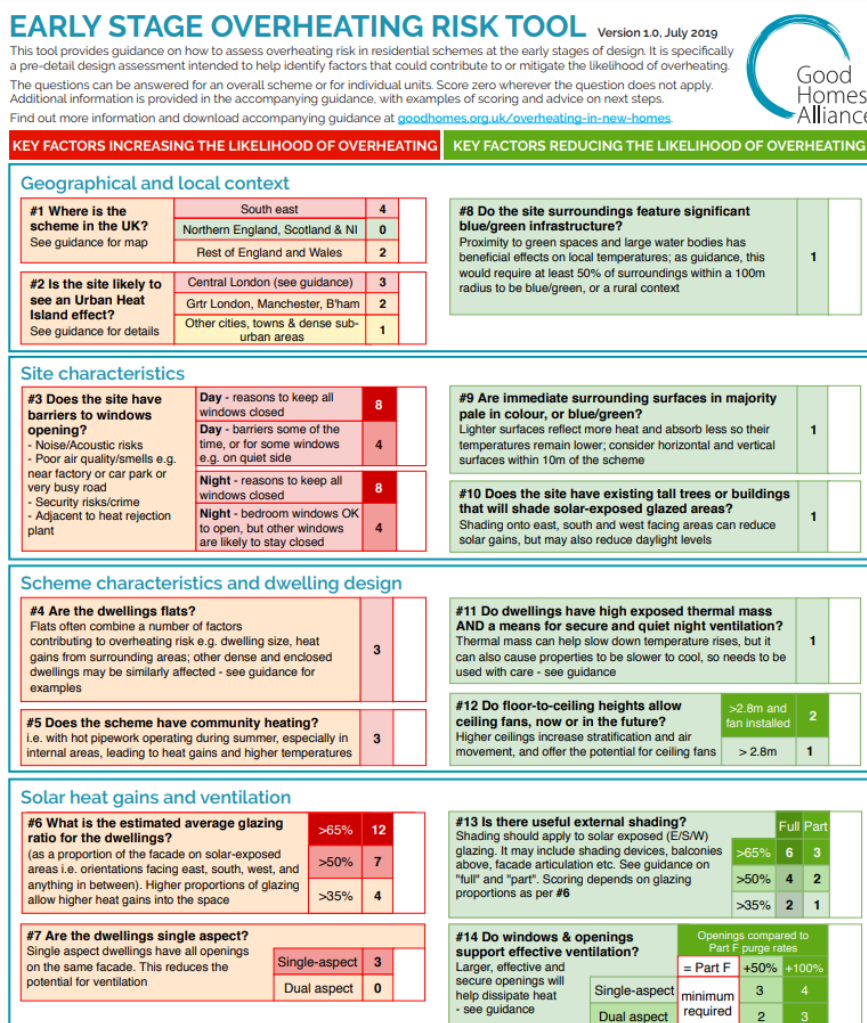 EARLY STAGE OVERHEATING RISK TOOL Version 1.0, July 2019
This tool provides guidance on how to assess overheating risk in residential schemes at the early stages of design. It is specifically
a pre-detail design assessment intended to help identify factors that could contribute to or mitigate the likelihood of overheating.
The questions can be answered for an overall scheme or for individual units. Score zero wherever the question does not apply.
Additional information is provided in the accompanying guidance, with examples of scoring and advice on next steps.
Find out more information and download accompanying guidance at goodhomes.org.uk/overheating-in-new-homes.
Good
Homes
Alliance
KEY FACTORS INCREASING THE LIKELIHOOD OF OVERHEATING
KEY FACTORS REDUCING THE LIKELIHOOD OF OVERHEATING
Geographical and local context
#1 Where is the
scheme in the UK?
See guidance for map
South east 4
Northern England, Scotland & NI 0
Rest of England and Wales 2
#2 Is the site likely to
see an Urban Heat
Island effect?
See guidance for details
Central London (see guidance) 3
Grtr London, Manchester, B'ham 2
Other cities, towns & dense sub-
urban areas 1
#8 Do the site surroundings feature significant
blue/green infrastructure?
Proximity to green spaces and large water bodies has
beneficial effects on local temperatures; as guidance, this
would require at least 50% of surroundings within a 100m
radius to be blue/green, or a rural context
1
Site characteristics
#3 Does the site have
barriers to windows
opening?
- Noise/Acoustic risks
- Poor air quality/smells e.g.
near factory or car park or
very busy road
- Security risks/crime
- Adjacent to heat rejection
plant
Day - reasons to keep all
windows closed 8
Day - barriers some of the
time, or for some windows
e.g. on quiet side 4
Night - reasons to keep all
windows closed 8
Night - bedroom windows OK
to open, but other windows
are likely to stay closed 4
#9 Are immediate surrounding surfaces in majority
pale in colour, or blue/green?
Lighter surfaces reflect more heat and absorb less so their
temperatures remain lower; consider horizontal and vertical
surfaces within 10m of the scheme
1
#10 Does the site have existing tall trees or buildings
that will shade solar-exposed glazed areas?
Shading onto east, south and west facing areas can reduce
solar gains, but may also reduce daylight levels
1
Scheme characteristics and dwelling design
#4 Are the dwellings flats?
Flats often combine a number of factors
contributing to overheating risk e.g. dwelling size, heat
gains from surrounding areas; other dense and enclosed
dwellings may be similarly affected - see guidance for
examples
3
#5 Does the scheme have community heating?
i.e. with hot pipework operating during summer, especially in
internal areas, leading to heat gains and higher temperatures
3
#11 Do dwellings have high exposed thermal mass
AND a means for secure and quiet night ventilation?
Thermal mass can help slow down temperature rises, but it
can also cause properties to be slower to cool, so needs to be
used with care - see guidance
1
#12 Do floor-to-ceiling heights allow
ceiling fans, now or in the future?
Higher ceilings increase stratification and air
movement, and offer the potential for ceiling fans
>2.8m and
fan installed 2
> 2.8m 1
Solar heat gains and ventilation
#6 What is the estimated average glazing
ratio for the dwellings?
(as a proportion of the facade on solar-exposed
areas i.e. orientations facing east, south, west, and
anything in between). Higher proportions of glazing
allow higher heat gains into the space
>65% 12
>50% 7
>35% 4
#7 Are the dwellings single aspect?
Single aspect dwellings have all openings
on the same facade. This reduces the
potential for ventilation
Single-aspect 3
Dual aspect 0
#13 Is there useful external shading?
Shading should apply to solar exposed (E/S/W)
glazing. It may include shading devices, balconies
above, facade articulation etc. See guidance on
"full" and "part". Scoring depends on glazing
proportions as per #6
Full Part
>65% 6 3
>50% 4 2
>35% 2 1
#14 Do windows & openings
support effective ventilation?
Larger, effective and
secure openings will
help dissipate heat
- see guidance
Openings compared to
Part F purge rates
= Part F +50% +100%
Single-aspect minimum 3 4
Dual aspect required 2 3